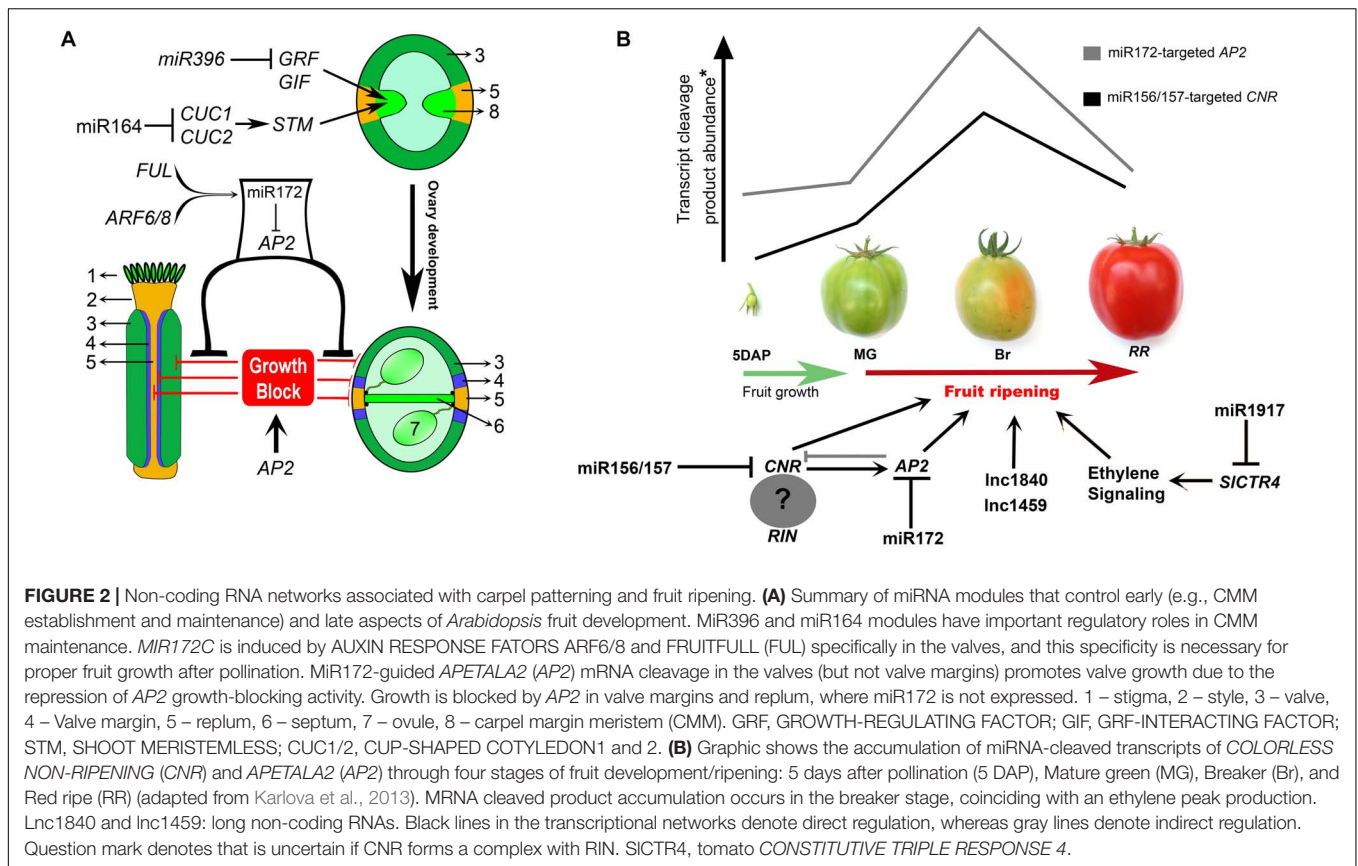 A
miR396
GRF
GIF
3
5
8
miR164
CUC1
CUC2
STM
FUL
ARF6/8
miR172
AP2
Ovary development
1
2
3
4
5
Growth
Block
AP2
3
4
5
6
7
B
Transcript cleavage
product abundance*
miR172-targeted AP2
miR156/157-targeted CNR
5DAP
MG
Br
RR
Fruit growth
Fruit ripening
miR1917
miR156/157
CNR
AP2
lnc1840
lnc1459
Ethylene
Signaling
SlCTR4
?
RIN
miR172
FIGURE 2 | Non-coding RNA networks associated with carpel patterning and fruit ripening. (A) Summary of miRNA modules that control early (e.g., CMM
establishment and maintenance) and late aspects of Arabidopsis fruit development. MiR396 and miR164 modules have important regulatory roles in CMM
maintenance. MIR172C is induced by AUXIN RESPONSE FATORS ARF6/8 and FRUITFULL (FUL) specifically in the valves, and this specificity is necessary for
proper fruit growth after pollination. MiR172-guided APETALA2 (AP2) mRNA cleavage in the valves (but not valve margins) promotes valve growth due to the
repression of AP2 growth-blocking activity. Growth is blocked by AP2 in valve margins and replum, where miR172 is not expressed. 1 – stigma, 2 – style, 3 – valve,
4 – Valve margin, 5 – replum, 6 – septum, 7 – ovule, 8 – carpel margin meristem (CMM). GRF, GROWTH-REGULATING FACTOR; GIF, GRF-INTERACTING FACTOR;
STM, SHOOT MERISTEMLESS; CUC1/2, CUP-SHAPED COTYLEDON1 and 2. (B) Graphic shows the accumulation of miRNA-cleaved transcripts of COLORLESS
NON-RIPENING (CNR) and APETALA2 (AP2) through four stages of fruit development/ripening: 5 days after pollination (5 DAP), Mature green (MG), Breaker (Br), and
Red ripe (RR) (adapted from Karlova et al., 2013). MRNA cleaved product accumulation occurs in the breaker stage, coinciding with an ethylene peak production.
Lnc1840 and lnc1459: long non-coding RNAs. Black lines in the transcriptional networks denote direct regulation, whereas gray lines denote indirect regulation.
Question mark denotes that is uncertain if CNR forms a complex with RIN. SlCTR4, tomato CONSTITUTIVE TRIPLE RESPONSE 4.